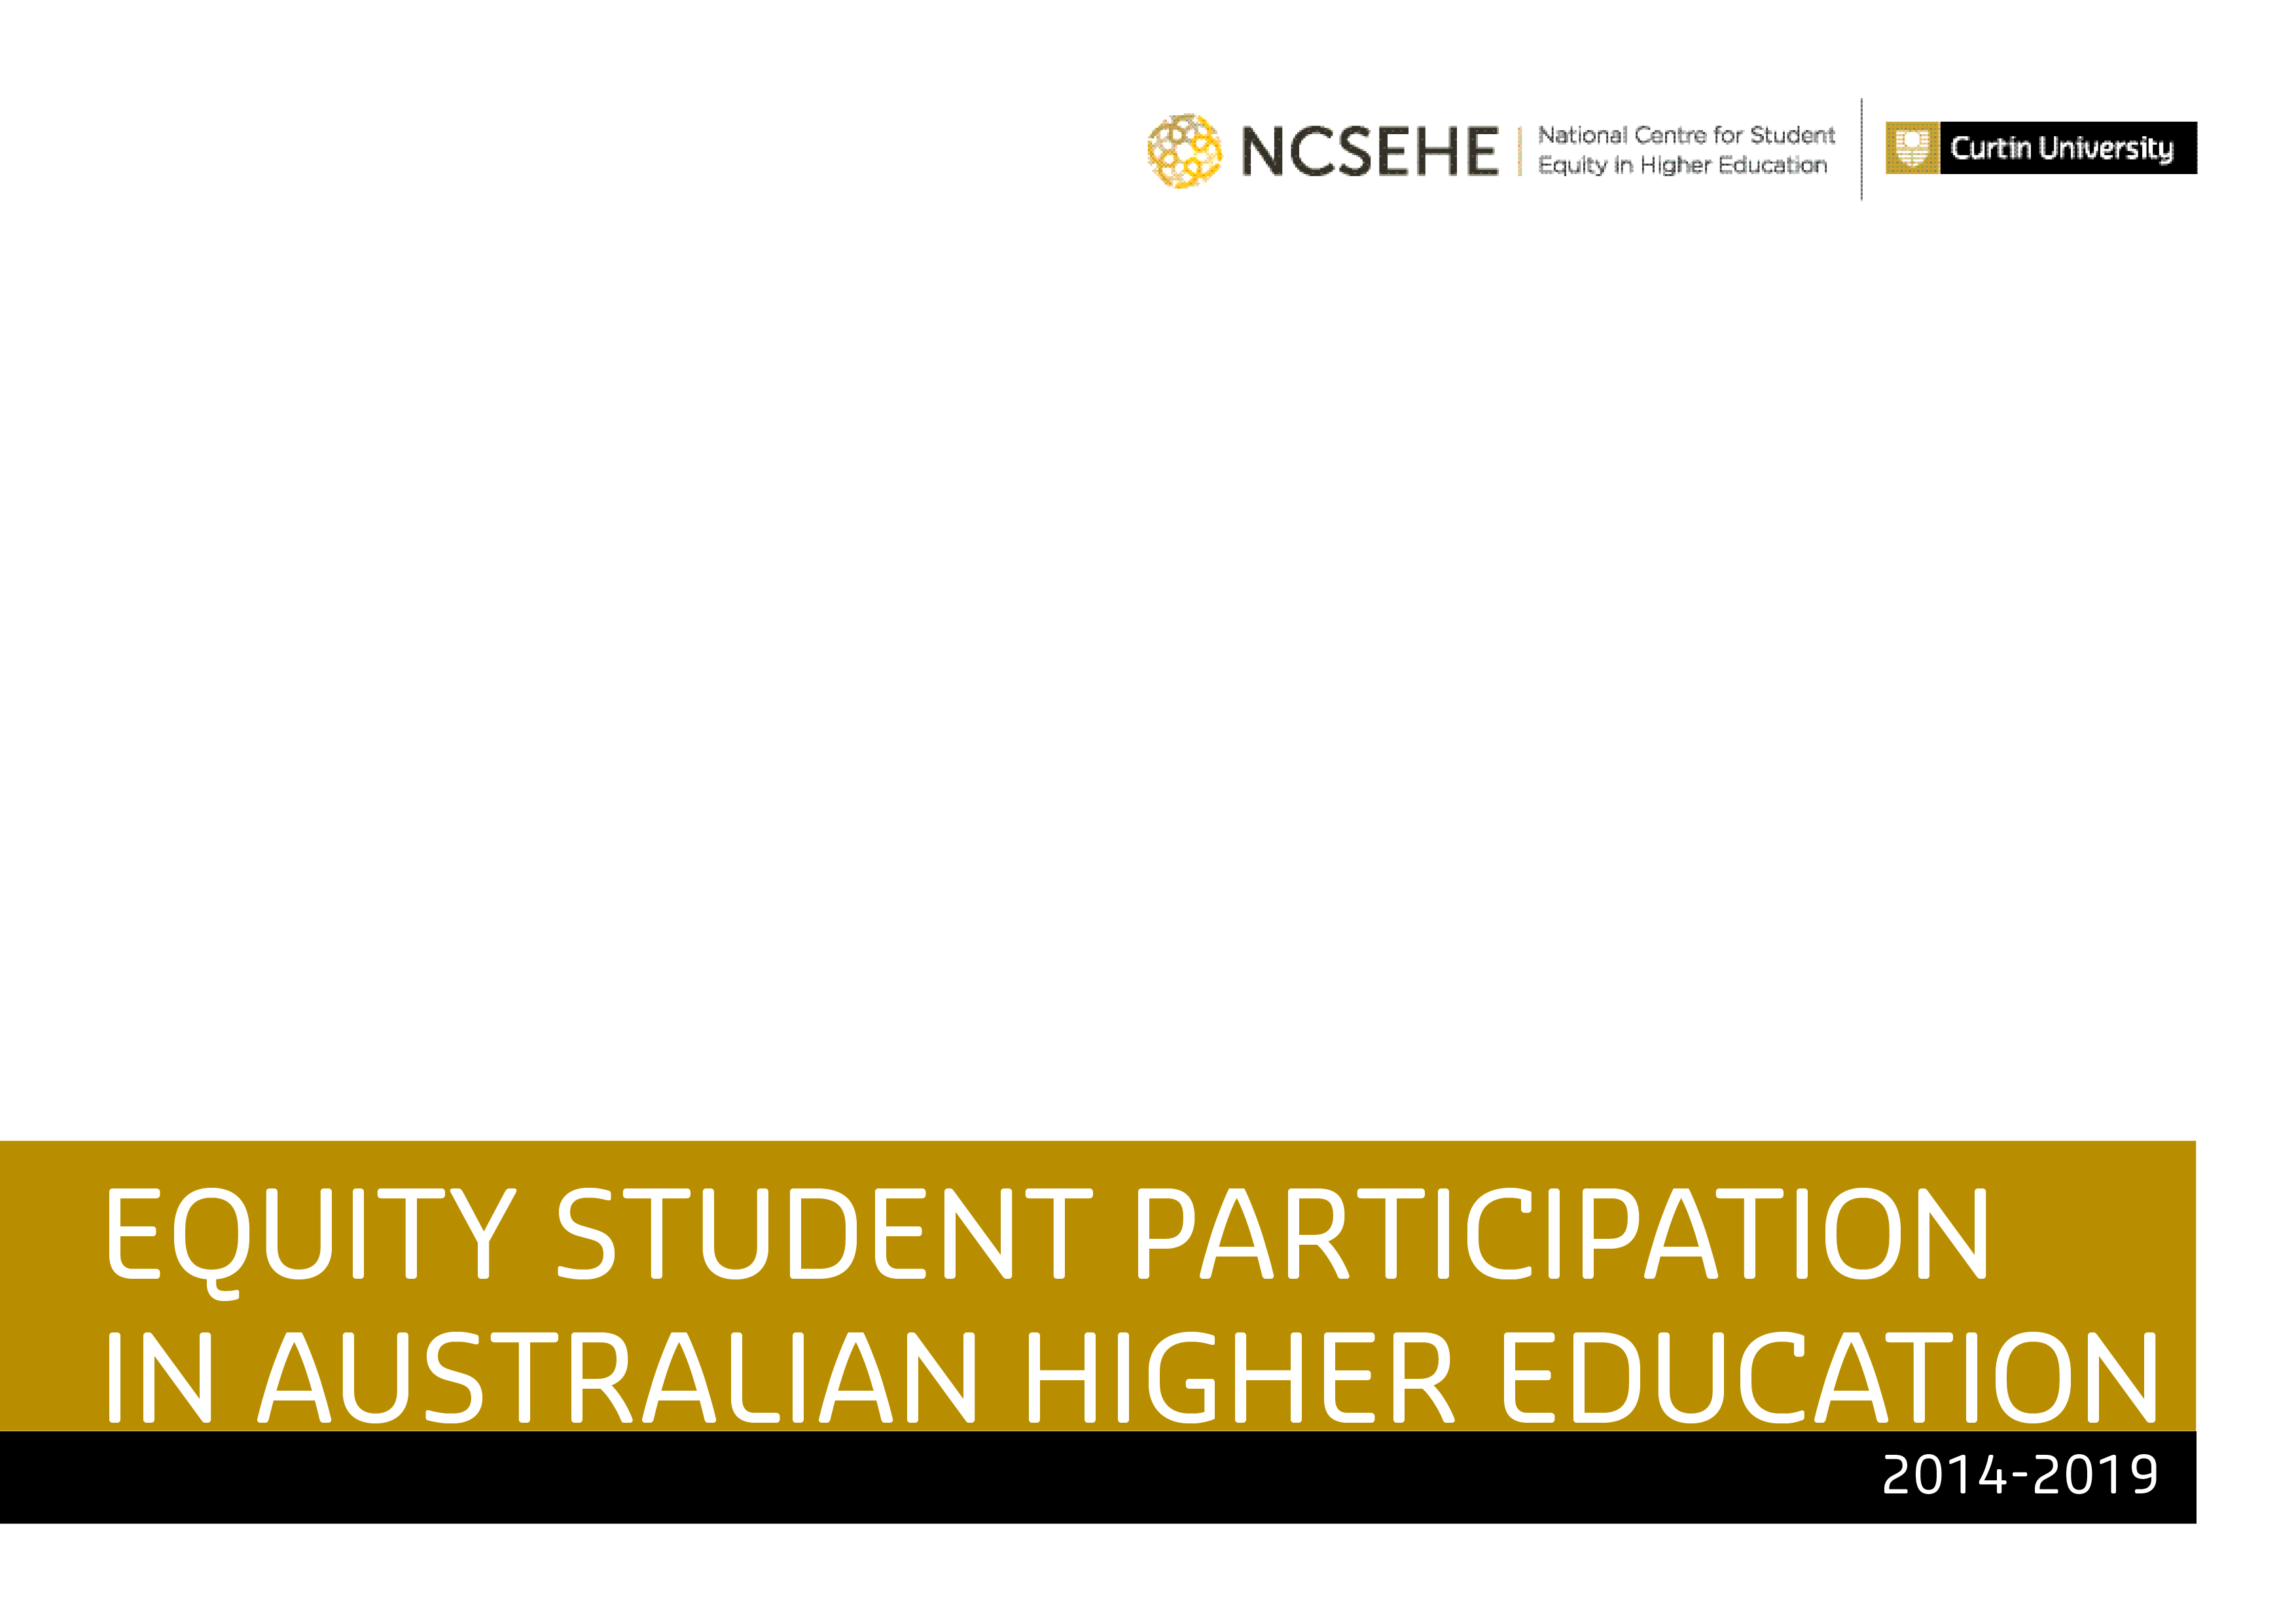 NCSEHE
National Centre for Student
Equity in Higher Education
Curtin University
EQUITY STUDENT PARTICIPATION
IN AUSTRALIAN HIGHER EDUCATION
2014-2019